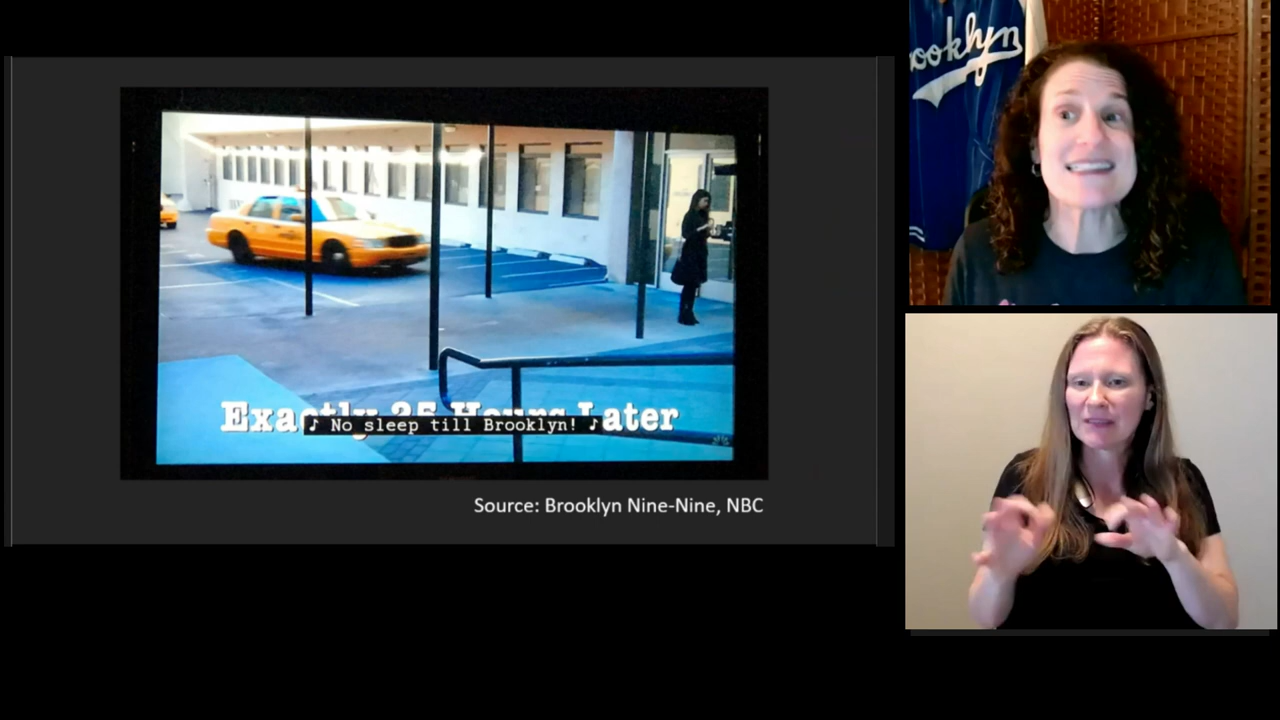 Exactly 25 Hours Later
♪ No sleep till Brooklyn! ♪
Source: Brooklyn Nine-Nine, NBC
ooklyn